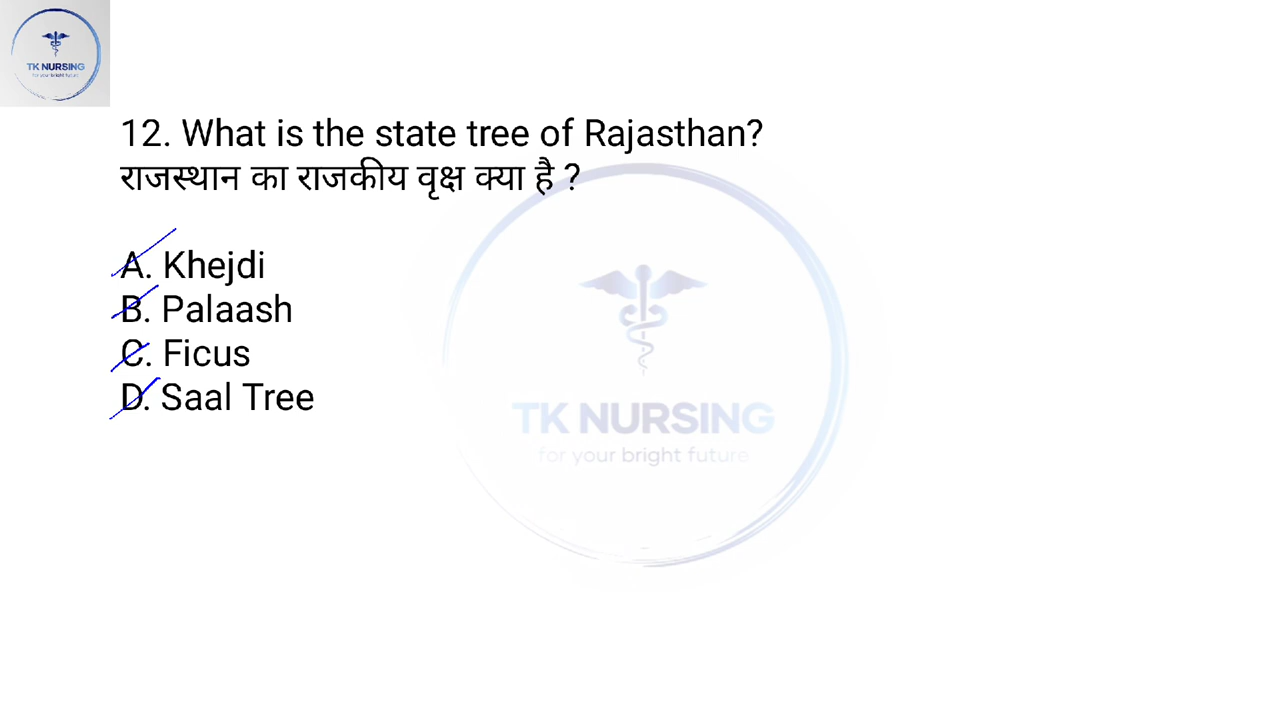 TK NURSING
for your bright future
12. What is the state tree of Rajasthan?
राजस्थान का राजकीय वृक्ष क्या है ?
A. Khejdi
B. Palaash
C. Ficus
D. Saal Tree
TK NURSING
for your bright future